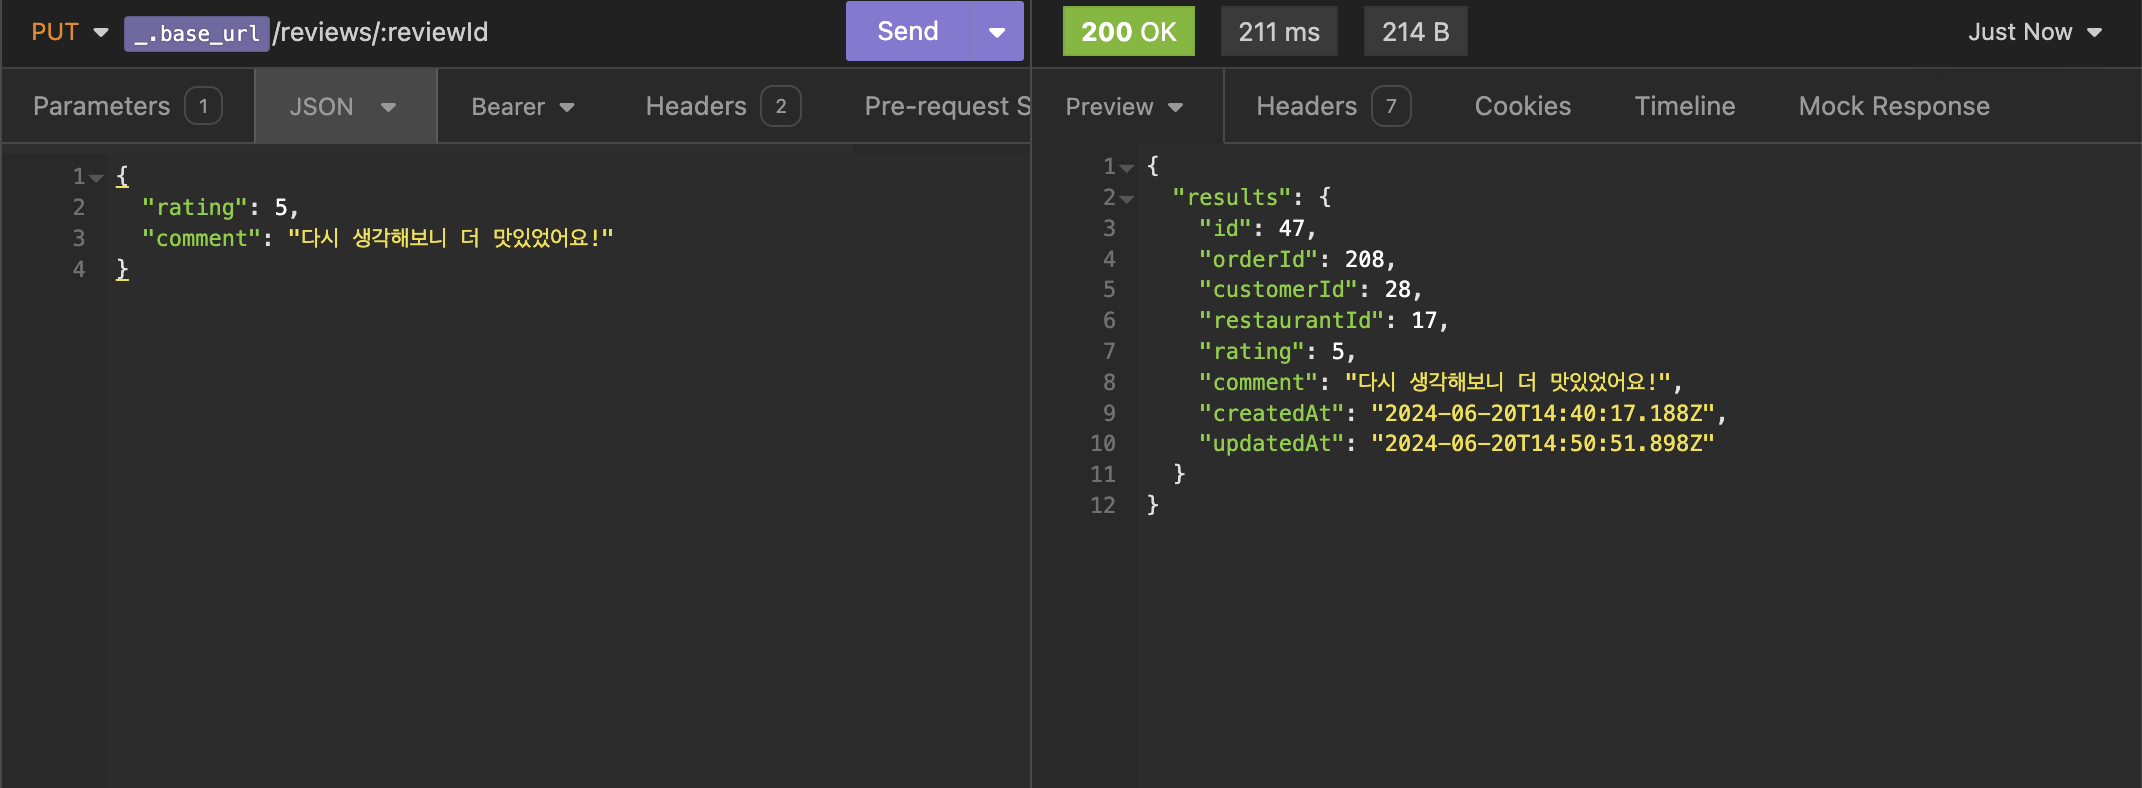 PUT _.base_url/reviews/:reviewId Send
200 OK 211 ms 214 B Just Now
Parameters 1 JSON Bearer Headers 2 Pre-request S
Preview Headers 7 Cookies Timeline Mock Response
1 {
2 "rating": 5,
3 "comment": "다시 생각해보니 더 맛있었어요!"
4 }
1 {
2 "results": {
3 "id": 47,
4 "orderId": 208,
5 "customerId": 28,
6 "restaurantId": 17,
7 "rating": 5,
8 "comment": "다시 생각해보니 더 맛있었어요!",
9 "createdAt": "2024-06-20T14:40:17.188Z",
10 "updatedAt": "2024-06-20T14:50:51.898Z"
11 }
12 }